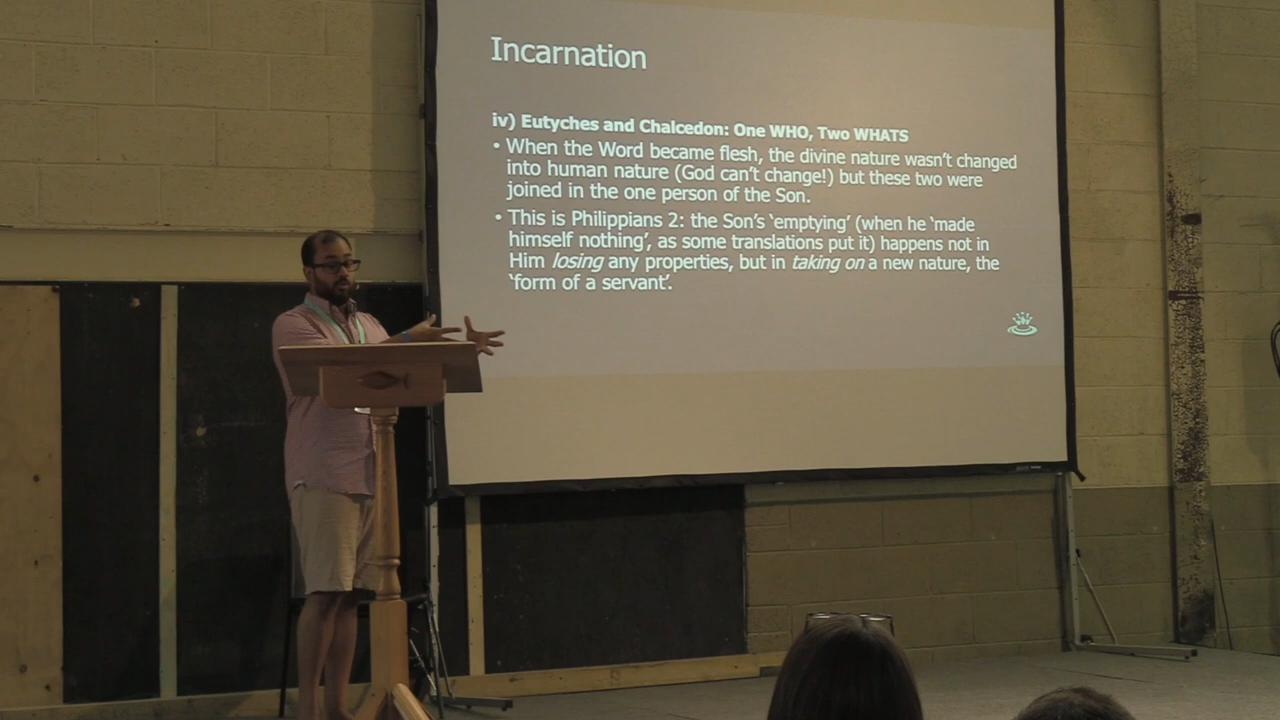 Incarnation
iv) Eutyches and Chalcedon: One WHO, Two WHATS
• When the Word became flesh, the divine nature wasn't changed
into human nature (God can't change!) but these two were
joined in the one person of the Son.
• This is Philippians 2: the Son's 'emptying' (when he 'made
himself nothing', as some translations put it) happens not in
Him losing any properties, but in taking on a new nature, the
'form of a servant'.